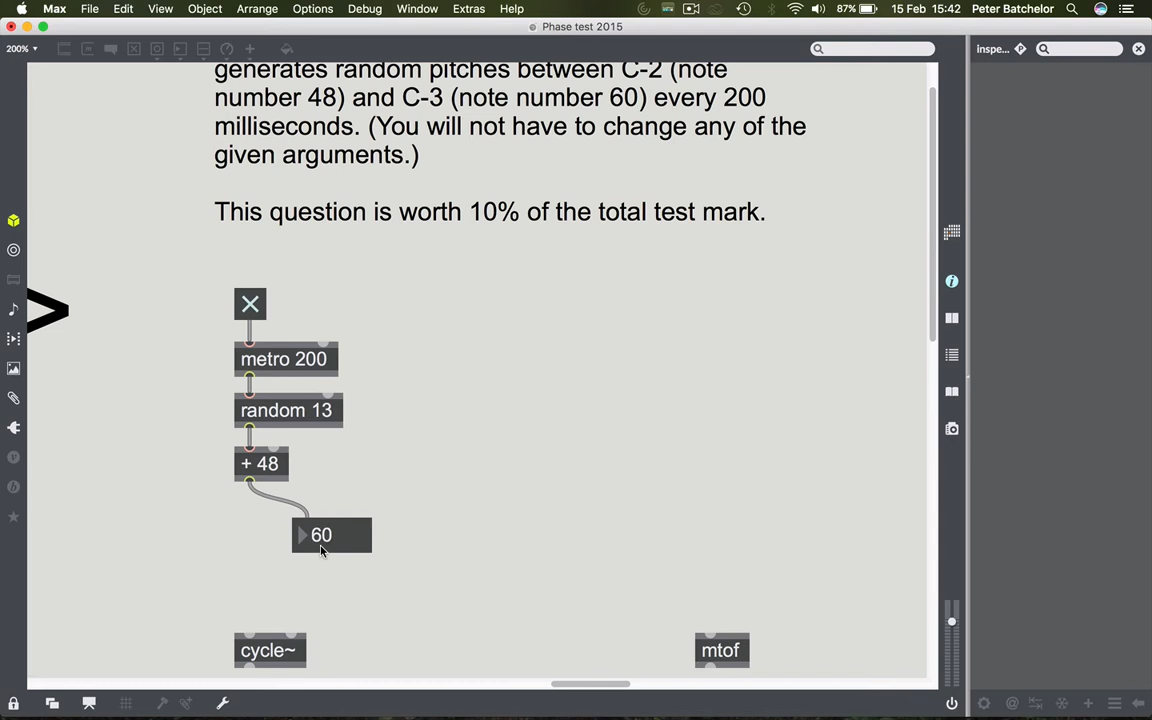 Max File Edit View Object Arrange Options Debug Window Extras Help 87% 15 Feb 15:42 Peter Batchelor
Phase test 2015
200%
inspe...
generates random pitches between C-2 (note
number 48) and C-3 (note number 60) every 200
milliseconds. (You will not have to change any of the
given arguments.)
This question is worth 10% of the total test mark.
>
metro 200
random 13
+ 48
60
cycle~
mtof